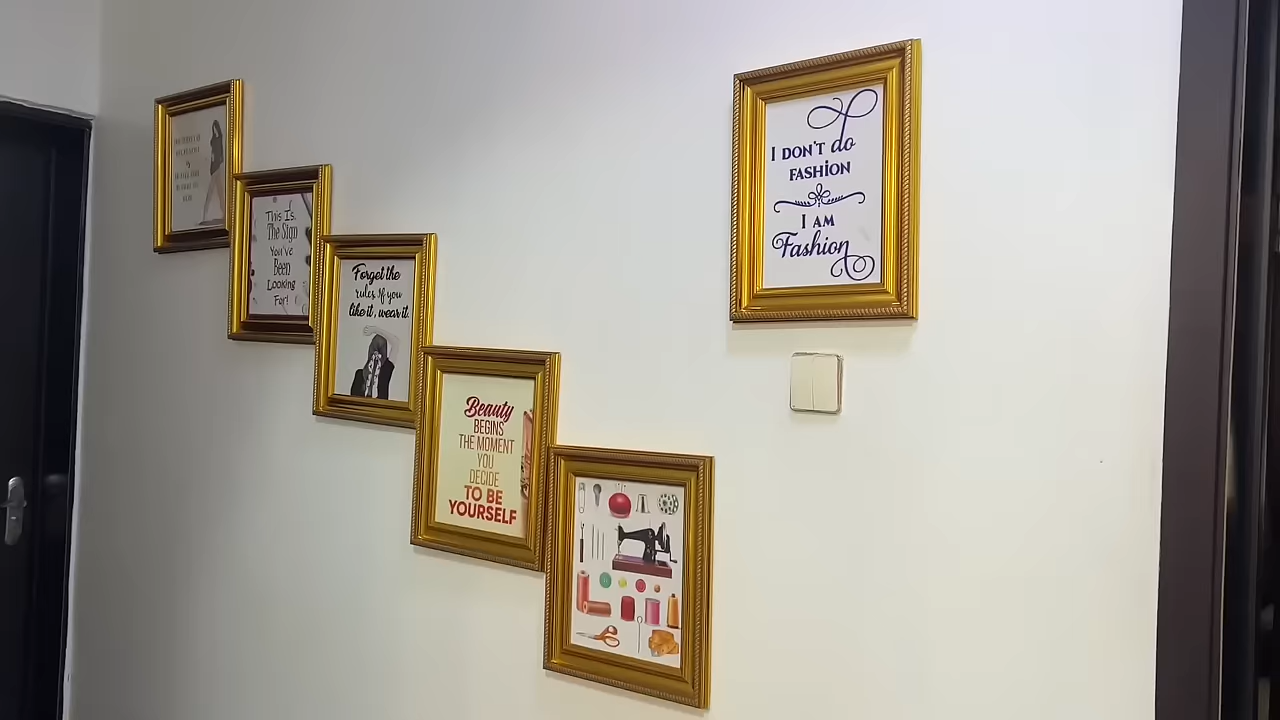 This Is.
The Sign
You've
Been
Looking
For!
Forget the
rules. If you
like it, wear it.
Beauty
BEGINS
THE MOMENT
YOU
DECIDE
TO BE
YOURSELF
I DON'T do
FASHION
I AM
Fashion